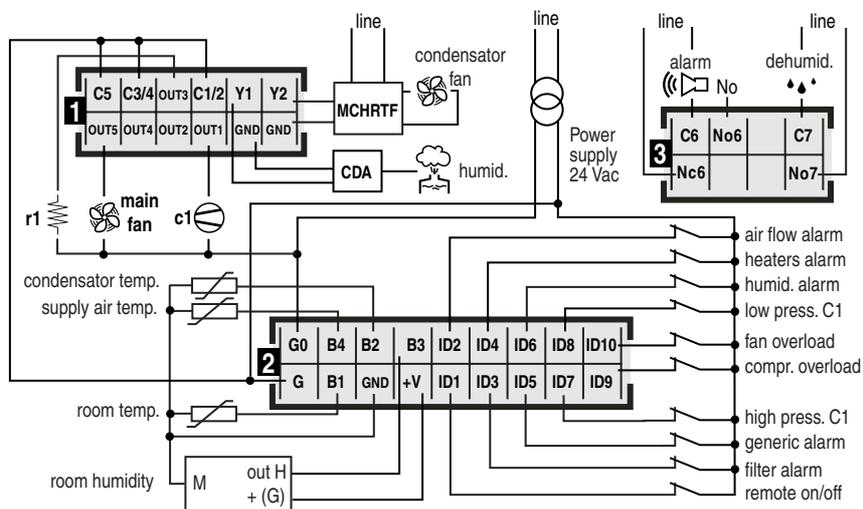 line
line
line
condensator
fan
alarm
No
dehumid.
C5 C3/4 OUT3 C1/2 Y1 Y2
1
OUT5 OUT4 OUT2 OUT1 GND GND
MCHRTF
CDA
humid.
Power
supply
24 Vac
C6 No6 C7
3
Nc6 No7
r1
main
fan
c1
condensator temp.
supply air temp.
air flow alarm
heaters alarm
humid. alarm
low press. C1
fan overload
compr. overload
G0 B4 B2 B3 ID2 ID4 ID6 ID8 ID10
2
G B1 GND +V ID1 ID3 ID5 ID7 ID9
room temp.
high press. C1
generic alarm
filter alarm
remote on/off
room humidity
M
out H
+ (G)